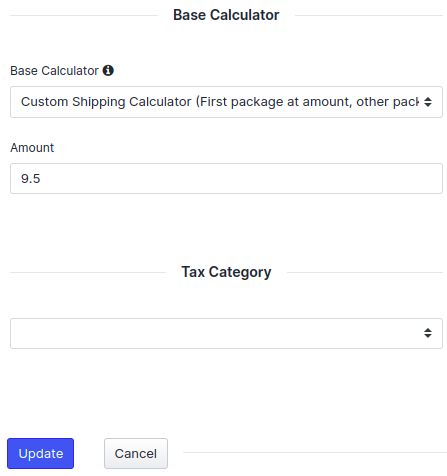 Base Calculator
Base Calculator
Custom Shipping Calculator (First package at amount, other pack
Amount
9.5
Tax Category
Update
Cancel